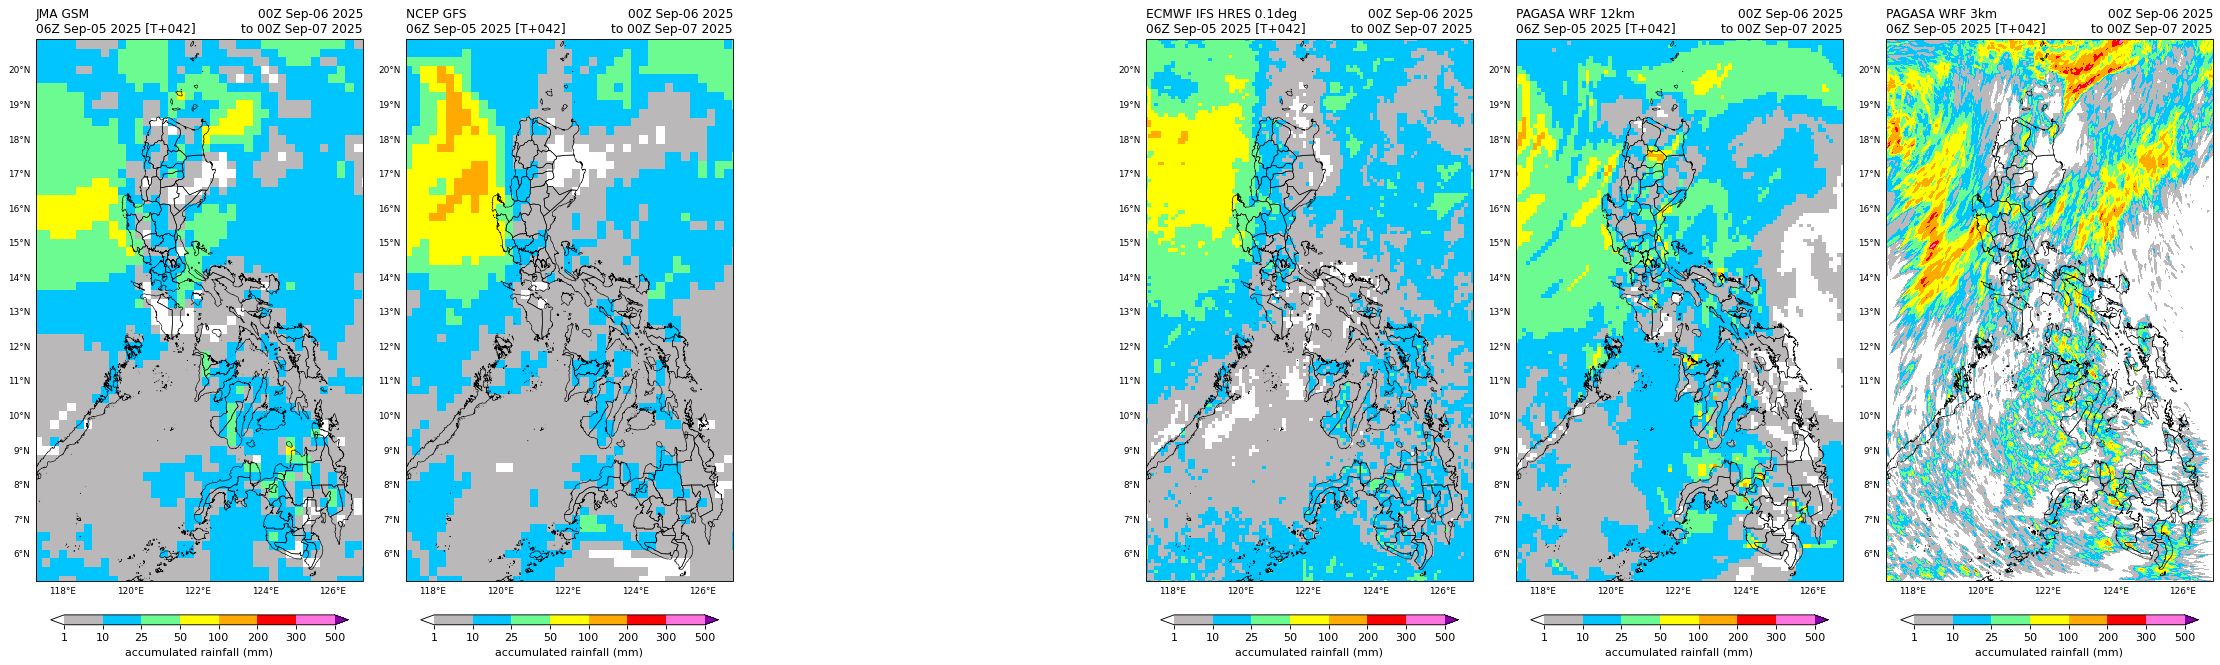 JMA GSM 00Z Sep-06 2025
06Z Sep-05 2025 [T+042] to 00Z Sep-07 2025
20°N
19°N
18°N
17°N
16°N
15°N
14°N
13°N
12°N
11°N
10°N
9°N
8°N
7°N
6°N
118°E 120°E 122°E 124°E 126°E
1 10 25 50 100 200 300 500
accumulated rainfall (mm)
NCEP GFS 00Z Sep-06 2025
06Z Sep-05 2025 [T+042] to 00Z Sep-07 2025
20°N
19°N
18°N
17°N
16°N
15°N
14°N
13°N
12°N
11°N
10°N
9°N
8°N
7°N
6°N
118°E 120°E 122°E 124°E 126°E
1 10 25 50 100 200 300 500
accumulated rainfall (mm)
ECMWF IFS HRES 0.1deg 00Z Sep-06 2025
06Z Sep-05 2025 [T+042] to 00Z Sep-07 2025
20°N
19°N
18°N
17°N
16°N
15°N
14°N
13°N
12°N
11°N
10°N
9°N
8°N
7°N
6°N
118°E 120°E 122°E 124°E 126°E
1 10 25 50 100 200 300 500
accumulated rainfall (mm)
PAGASA WRF 12km 00Z Sep-06 2025
06Z Sep-05 2025 [T+042] to 00Z Sep-07 2025
20°N
19°N
18°N
17°N
16°N
15°N
14°N
13°N
12°N
11°N
10°N
9°N
8°N
7°N
6°N
118°E 120°E 122°E 124°E 126°E
1 10 25 50 100 200 300 500
accumulated rainfall (mm)
PAGASA WRF 3km 00Z Sep-06 2025
06Z Sep-05 2025 [T+042] to 00Z Sep-07 2025
20°N
19°N
18°N
17°N
16°N
15°N
14°N
13°N
12°N
11°N
10°N
9°N
8°N
7°N
6°N
118°E 120°E 122°E 124°E 126°E
1 10 25 50 100 200 300 500
accumulated rainfall (mm)